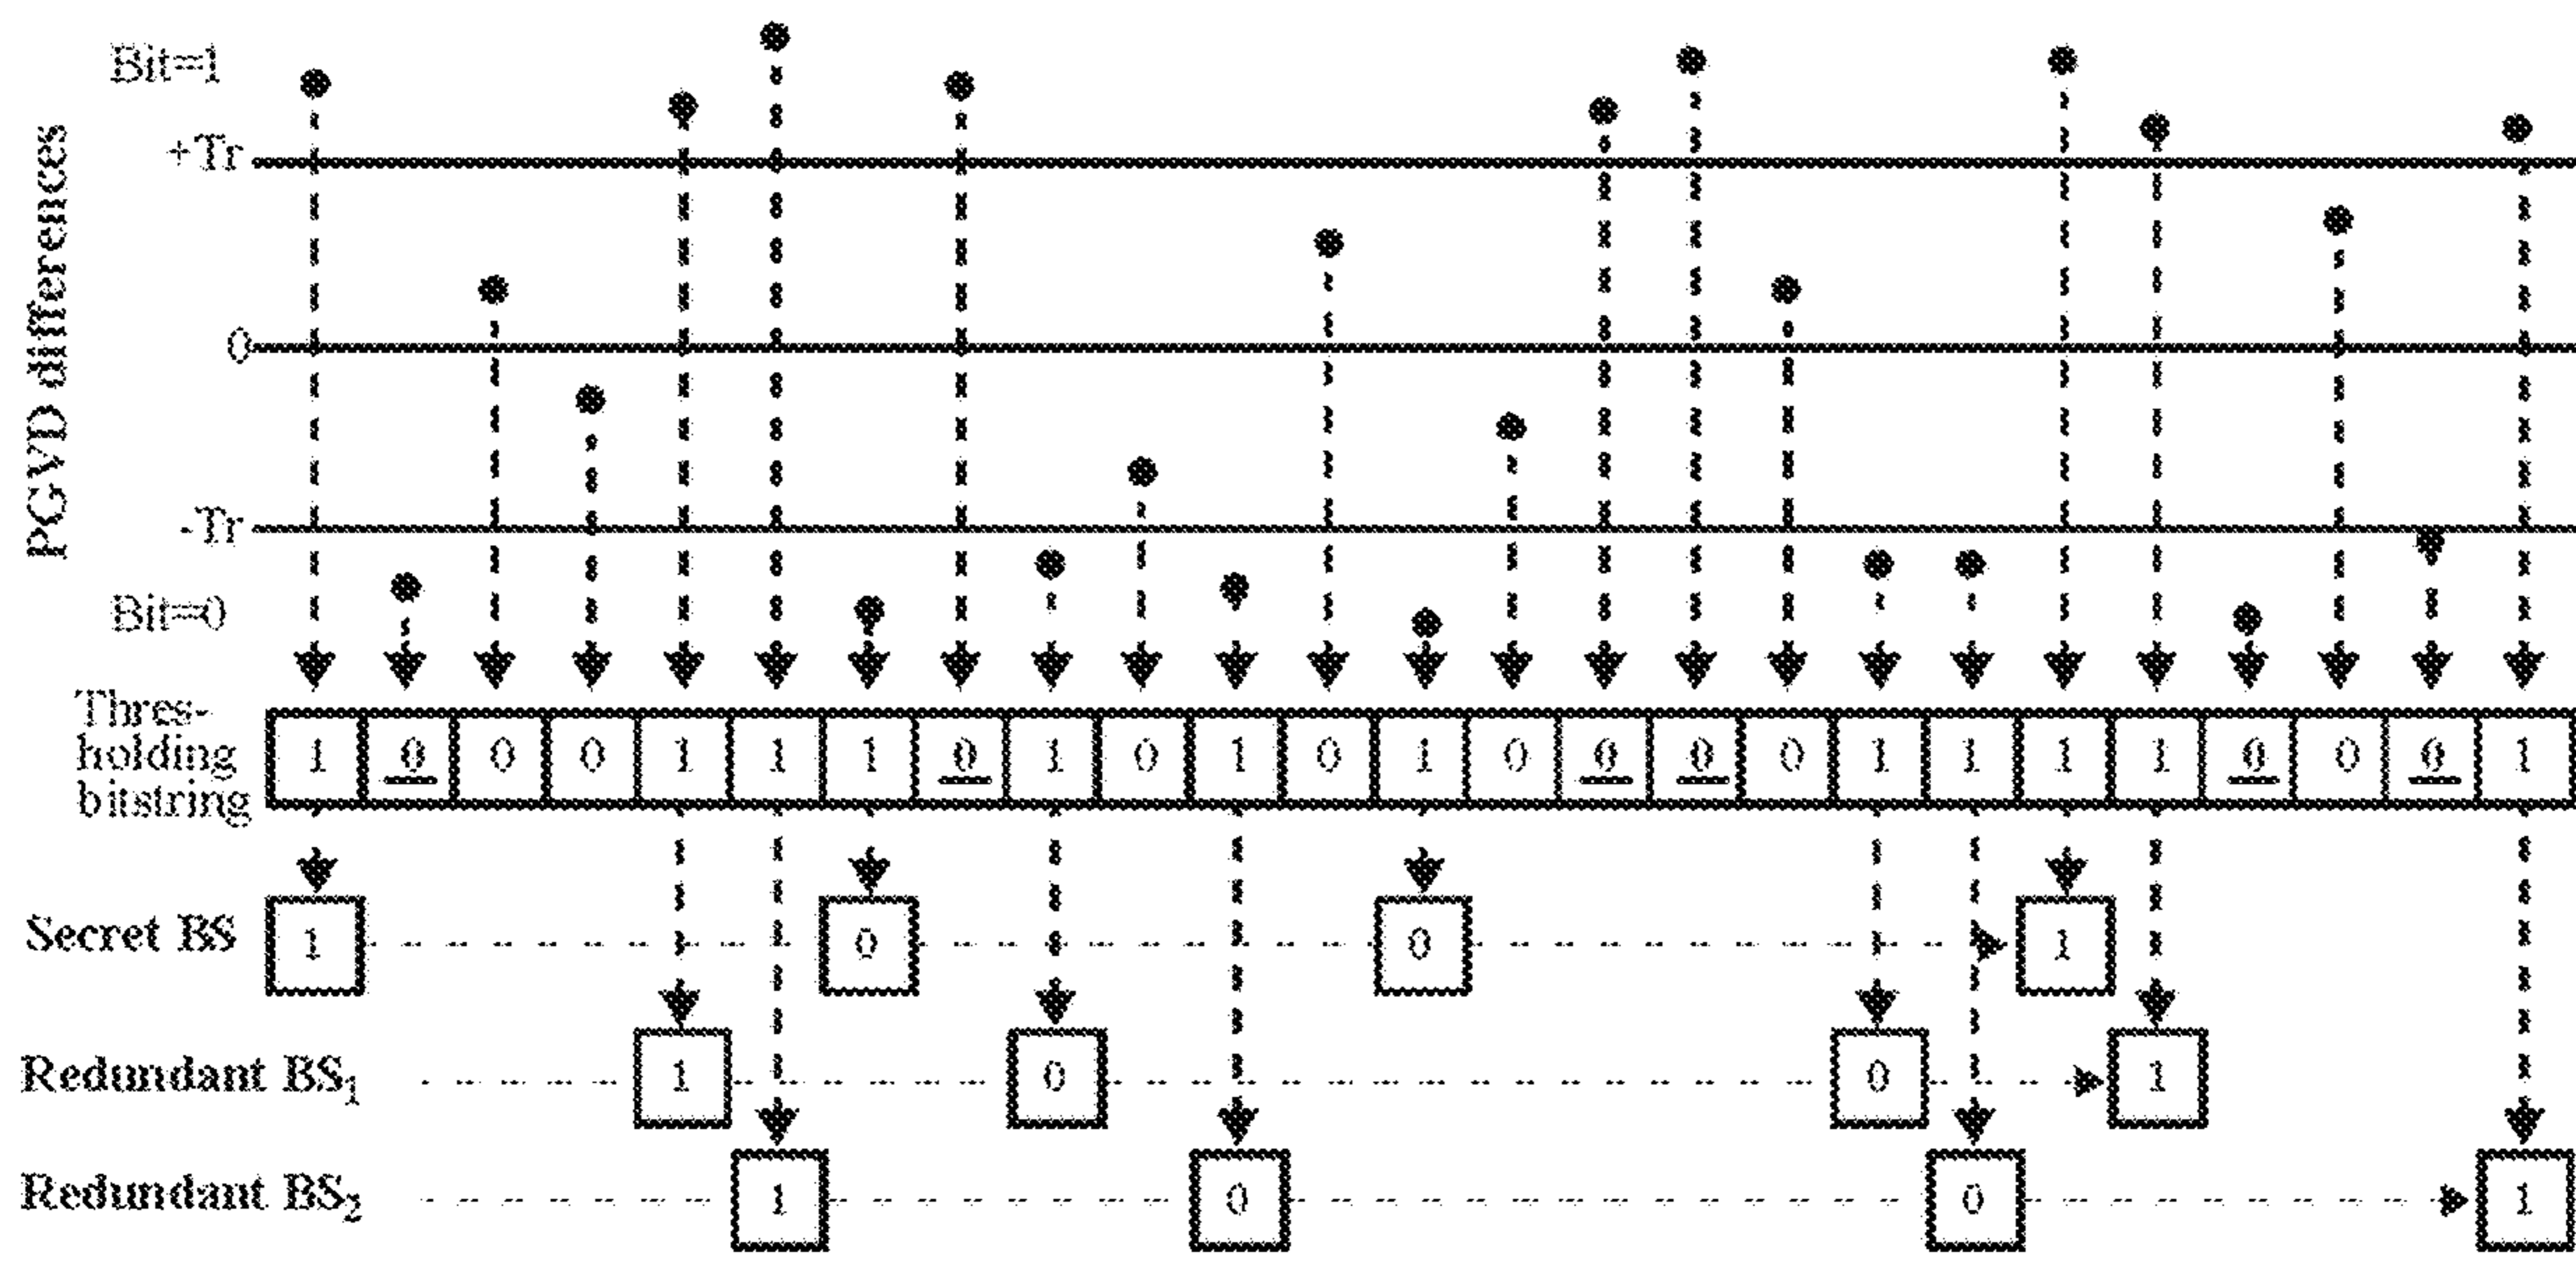 PGVD differences
Bit=1
+Tr
0
-Tr
Bit=0
Thres-
holding
bitstring
1 0 0 0 1 1 1 0 1 0 1 0 1 0 0 0 0 1 1 1 1 0 0 0 1
Secret BS 1 0 0 1
Redundant BS1 1 0 0 1
Redundant BS2 1 0 0 1